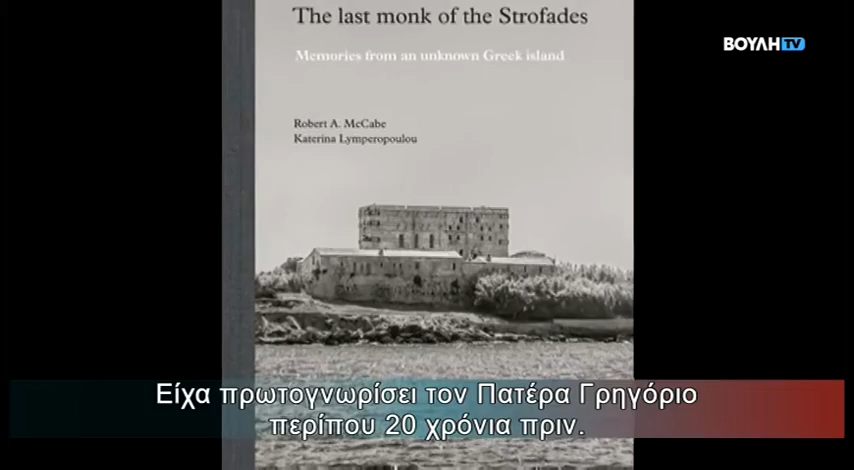 The last monk of the Strofades
ΒΟΥΛΗ TV
Memories from an unknown Greek island
Robert A. McCabe
Katerina Lymperopoulou
Είχα πρωτογνωρίσει τον Πατέρα Γρηγόριο
περίπου 20 χρόνια πριν.